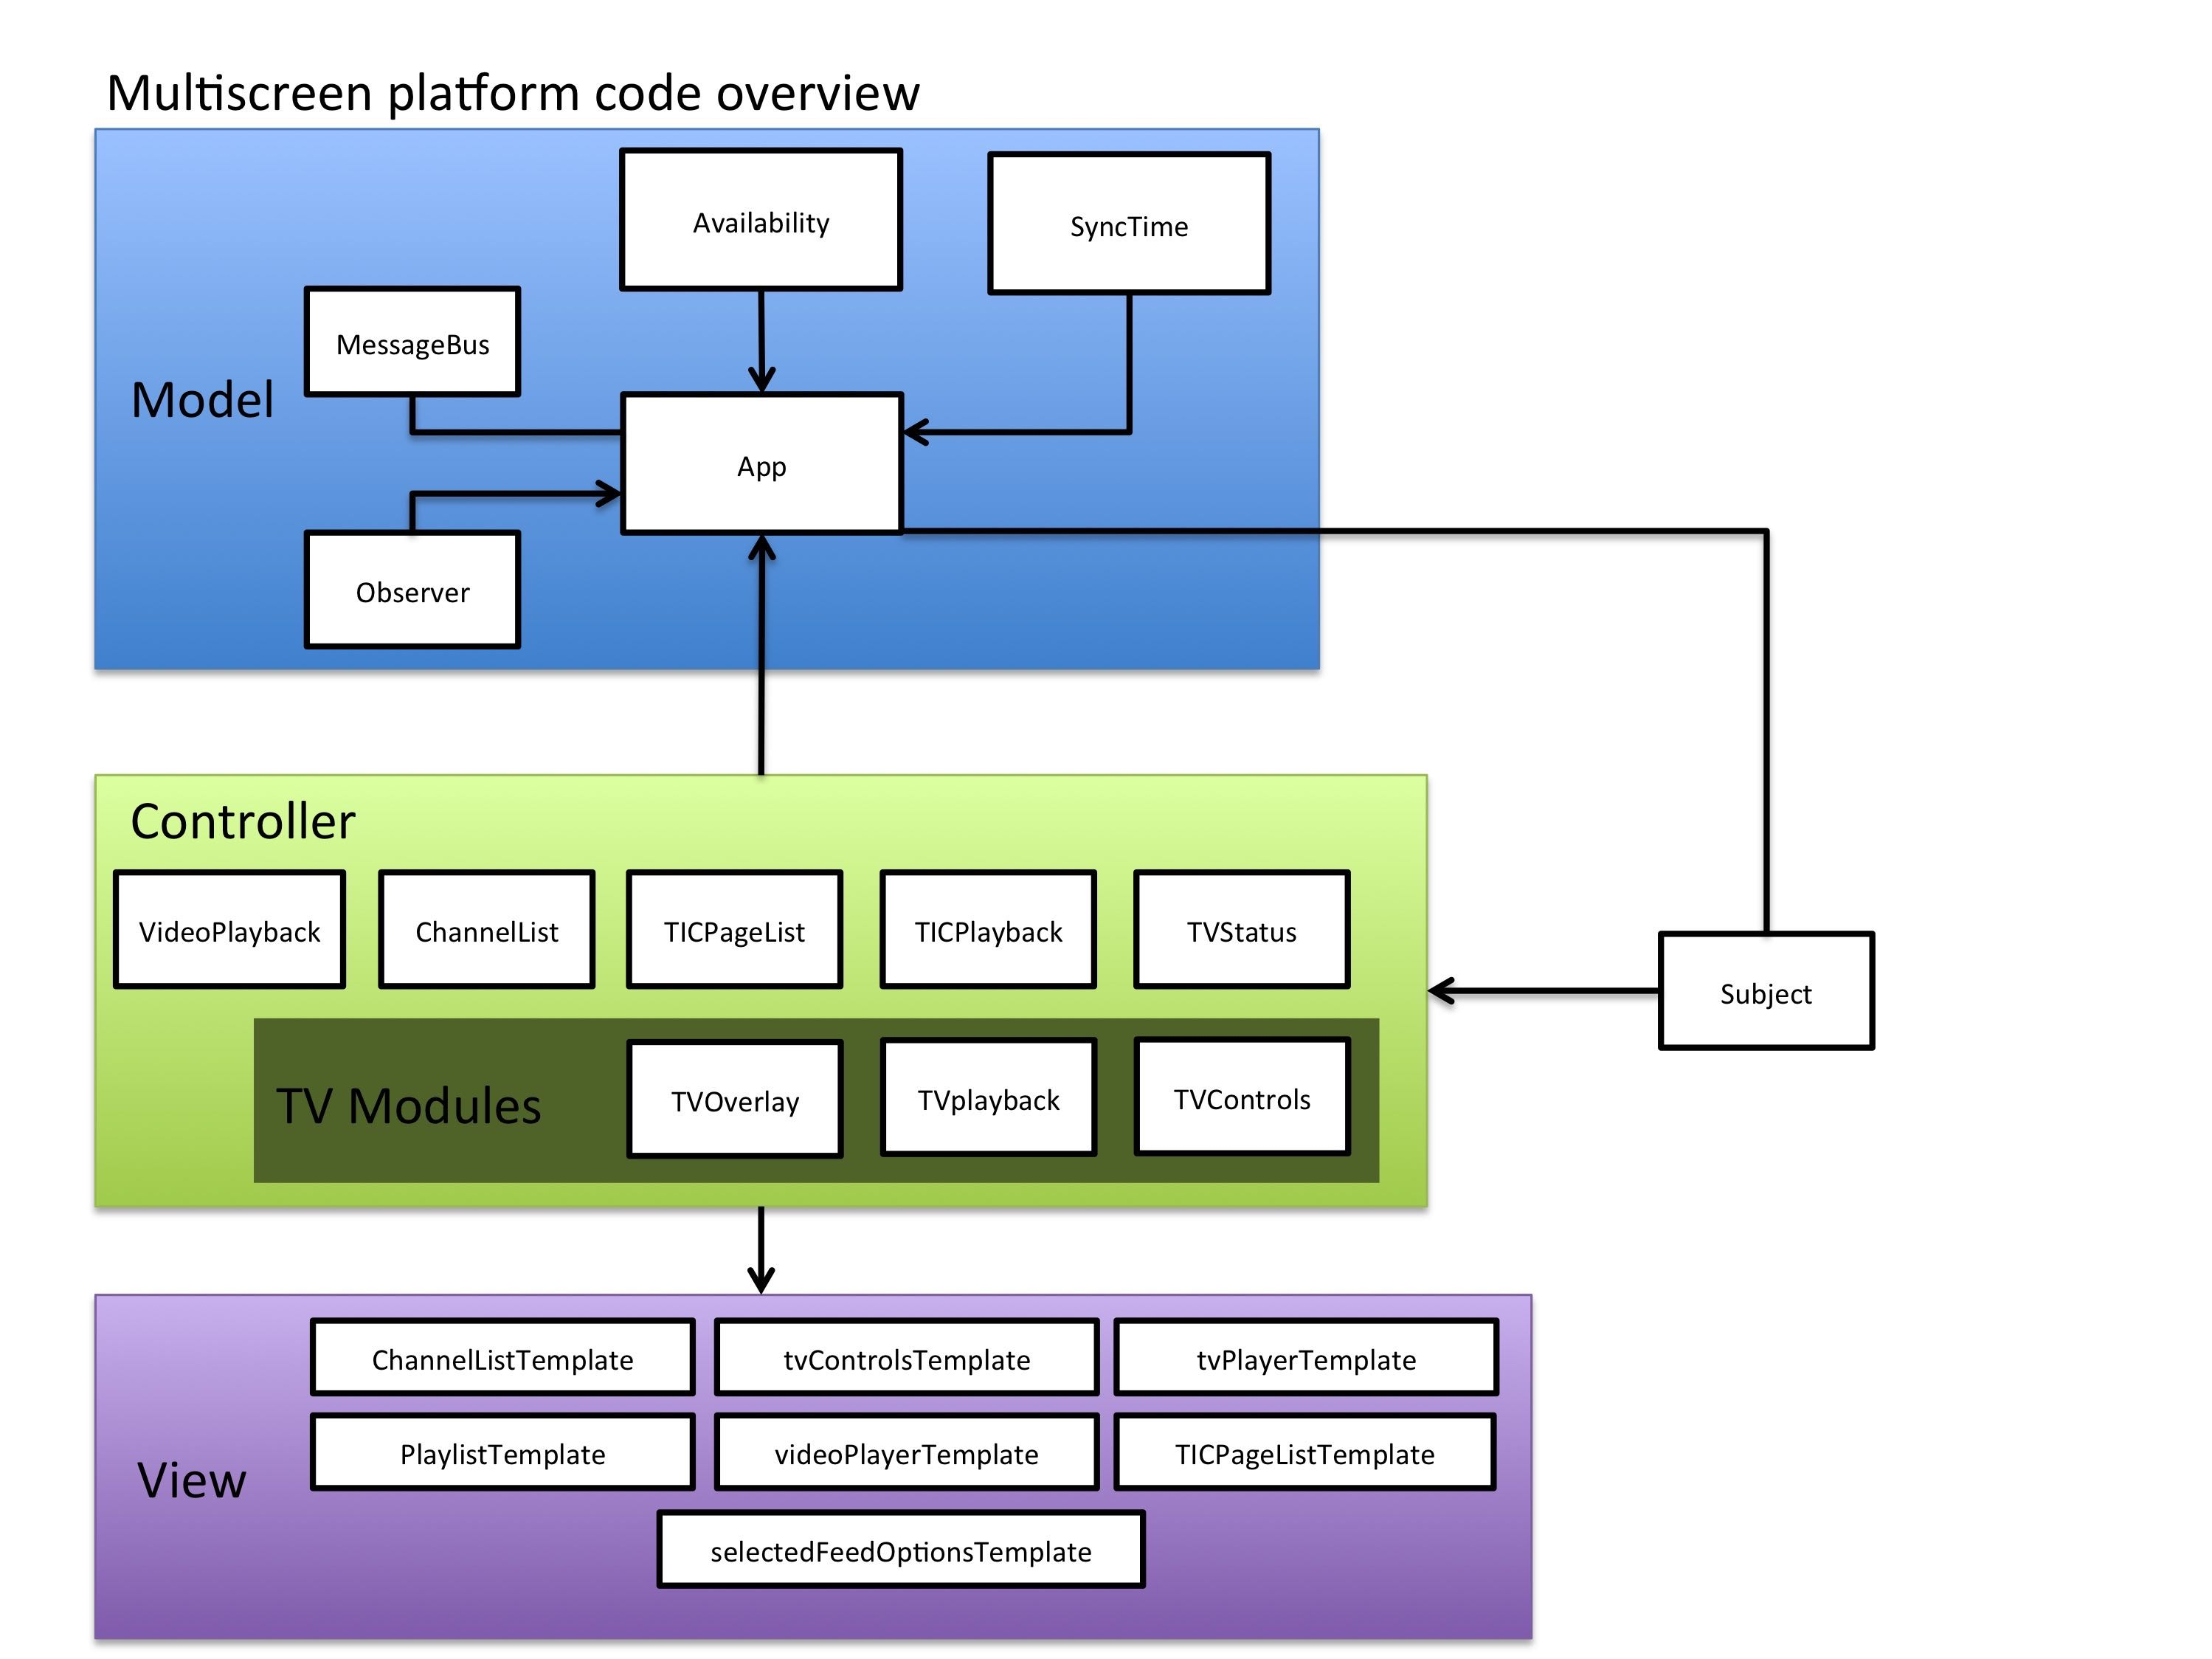 Multiscreen platform code overview
Availability
SyncTime
MessageBus
Model
App
Observer
Controller
VideoPlayback
ChannelList
TICPageList
TICPlayback
TVStatus
Subject
TV Modules
TVOverlay
TVplayback
TVControls
ChannelListTemplate
tvControlsTemplate
tvPlayerTemplate
PlaylistTemplate
videoPlayerTemplate
TICPageListTemplate
View
selectedFeedOptionsTemplate